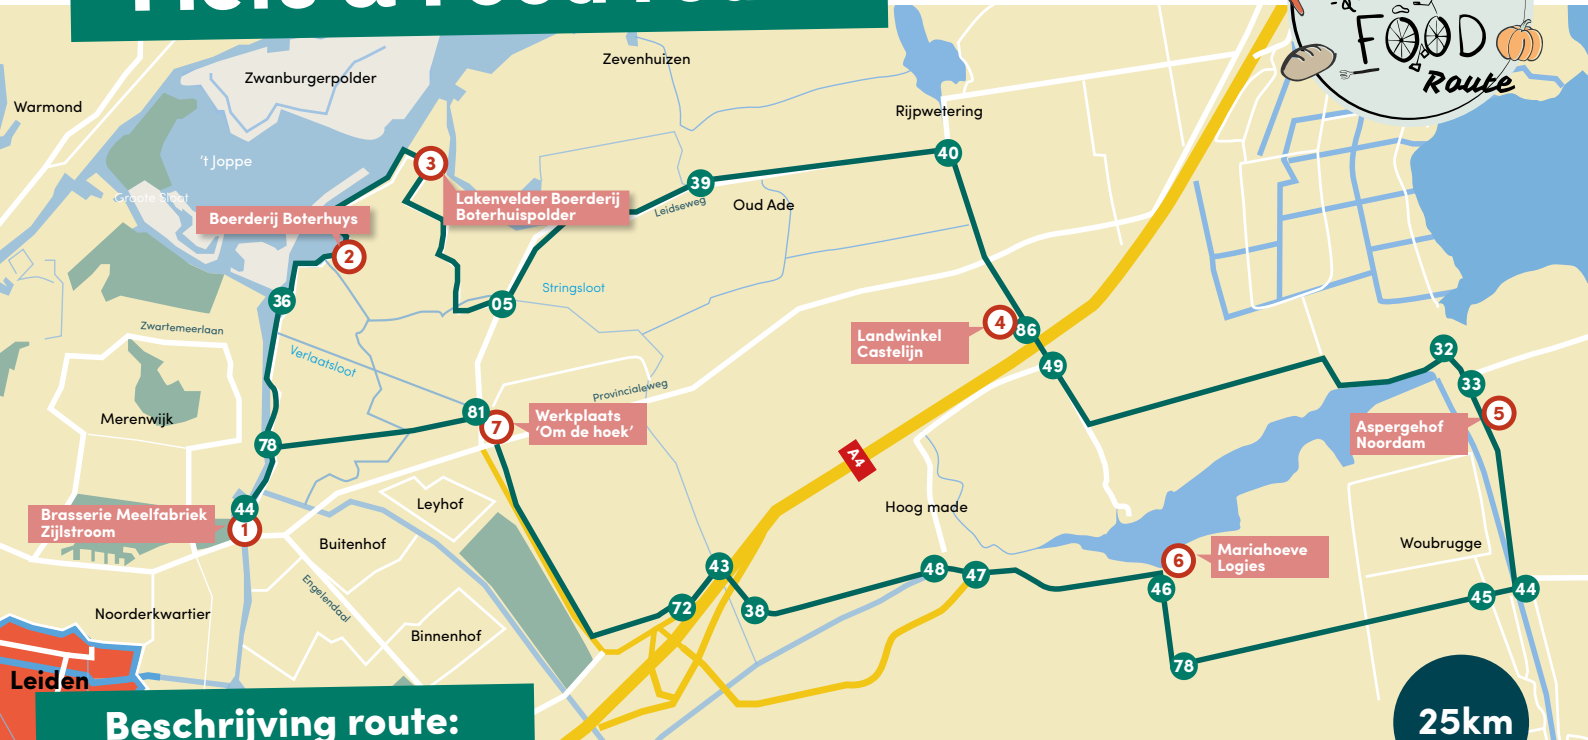 FOOD
Route
Zwanburgerpolder
Zevenhuizen
Warmond
Rijpwetering
't Joppe
3
40
39
Groote Sloot
Lakenvelder Boerderij
Boterhuispolder
Leidseweg
Oud Ade
Boerderij Boterhuys
2
36
05
Stringsloot
Zwartemeerlaan
Verlaatsloot
Landwinkel
Castelijn
4
86
49
32
33
Provincialeweg
Merenwijk
81
7
Werkplaats
'Om de hoek'
5
Aspergehof
Noordam
78
A4
Brasserie Meelfabriek
Zijlstroom
44
1
Leyhof
Hoog made
Buitenhof
Mariahoeve
Logies
6
Woubrugge
43
48
47
46
45
44
Engelendaal
Noorderkwartier
72
38
Binnenhof
78
Leiden
Beschrijving route:
25km